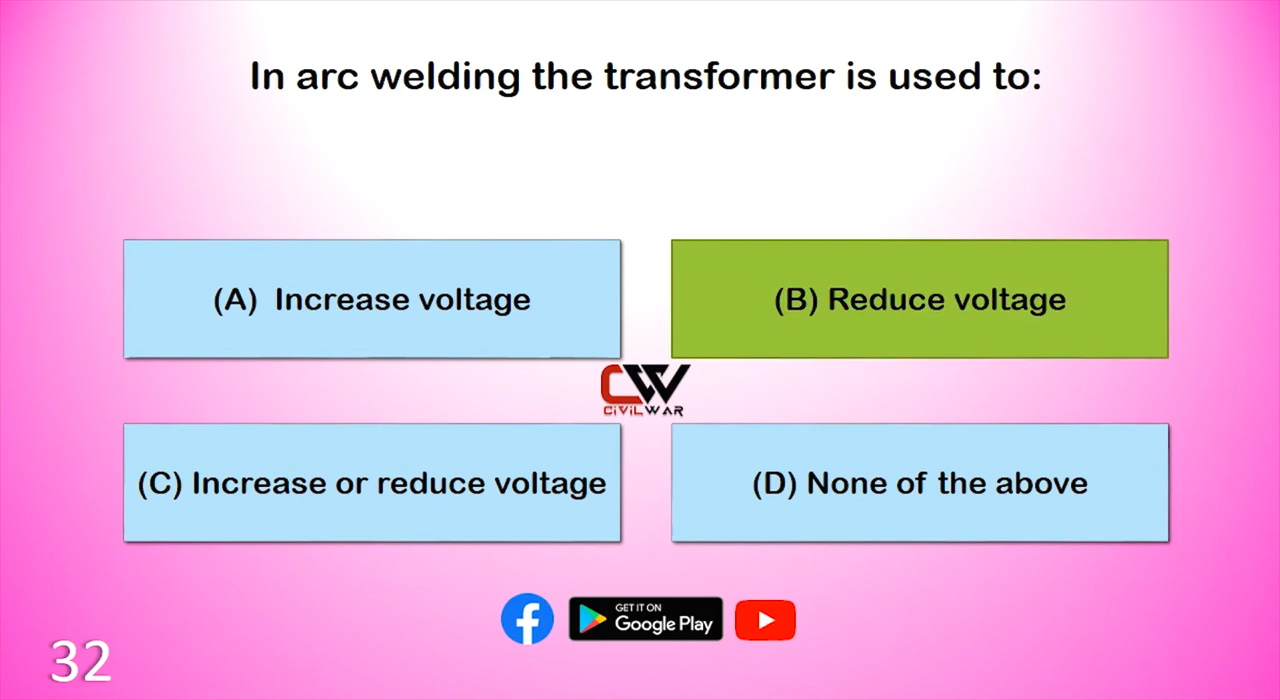 In arc welding the transformer is used to:
(A) Increase voltage
(B) Reduce voltage
CW
CiViL WAR
(C) Increase or reduce voltage
(D) None of the above
f
GET IT ON
Google Play
32